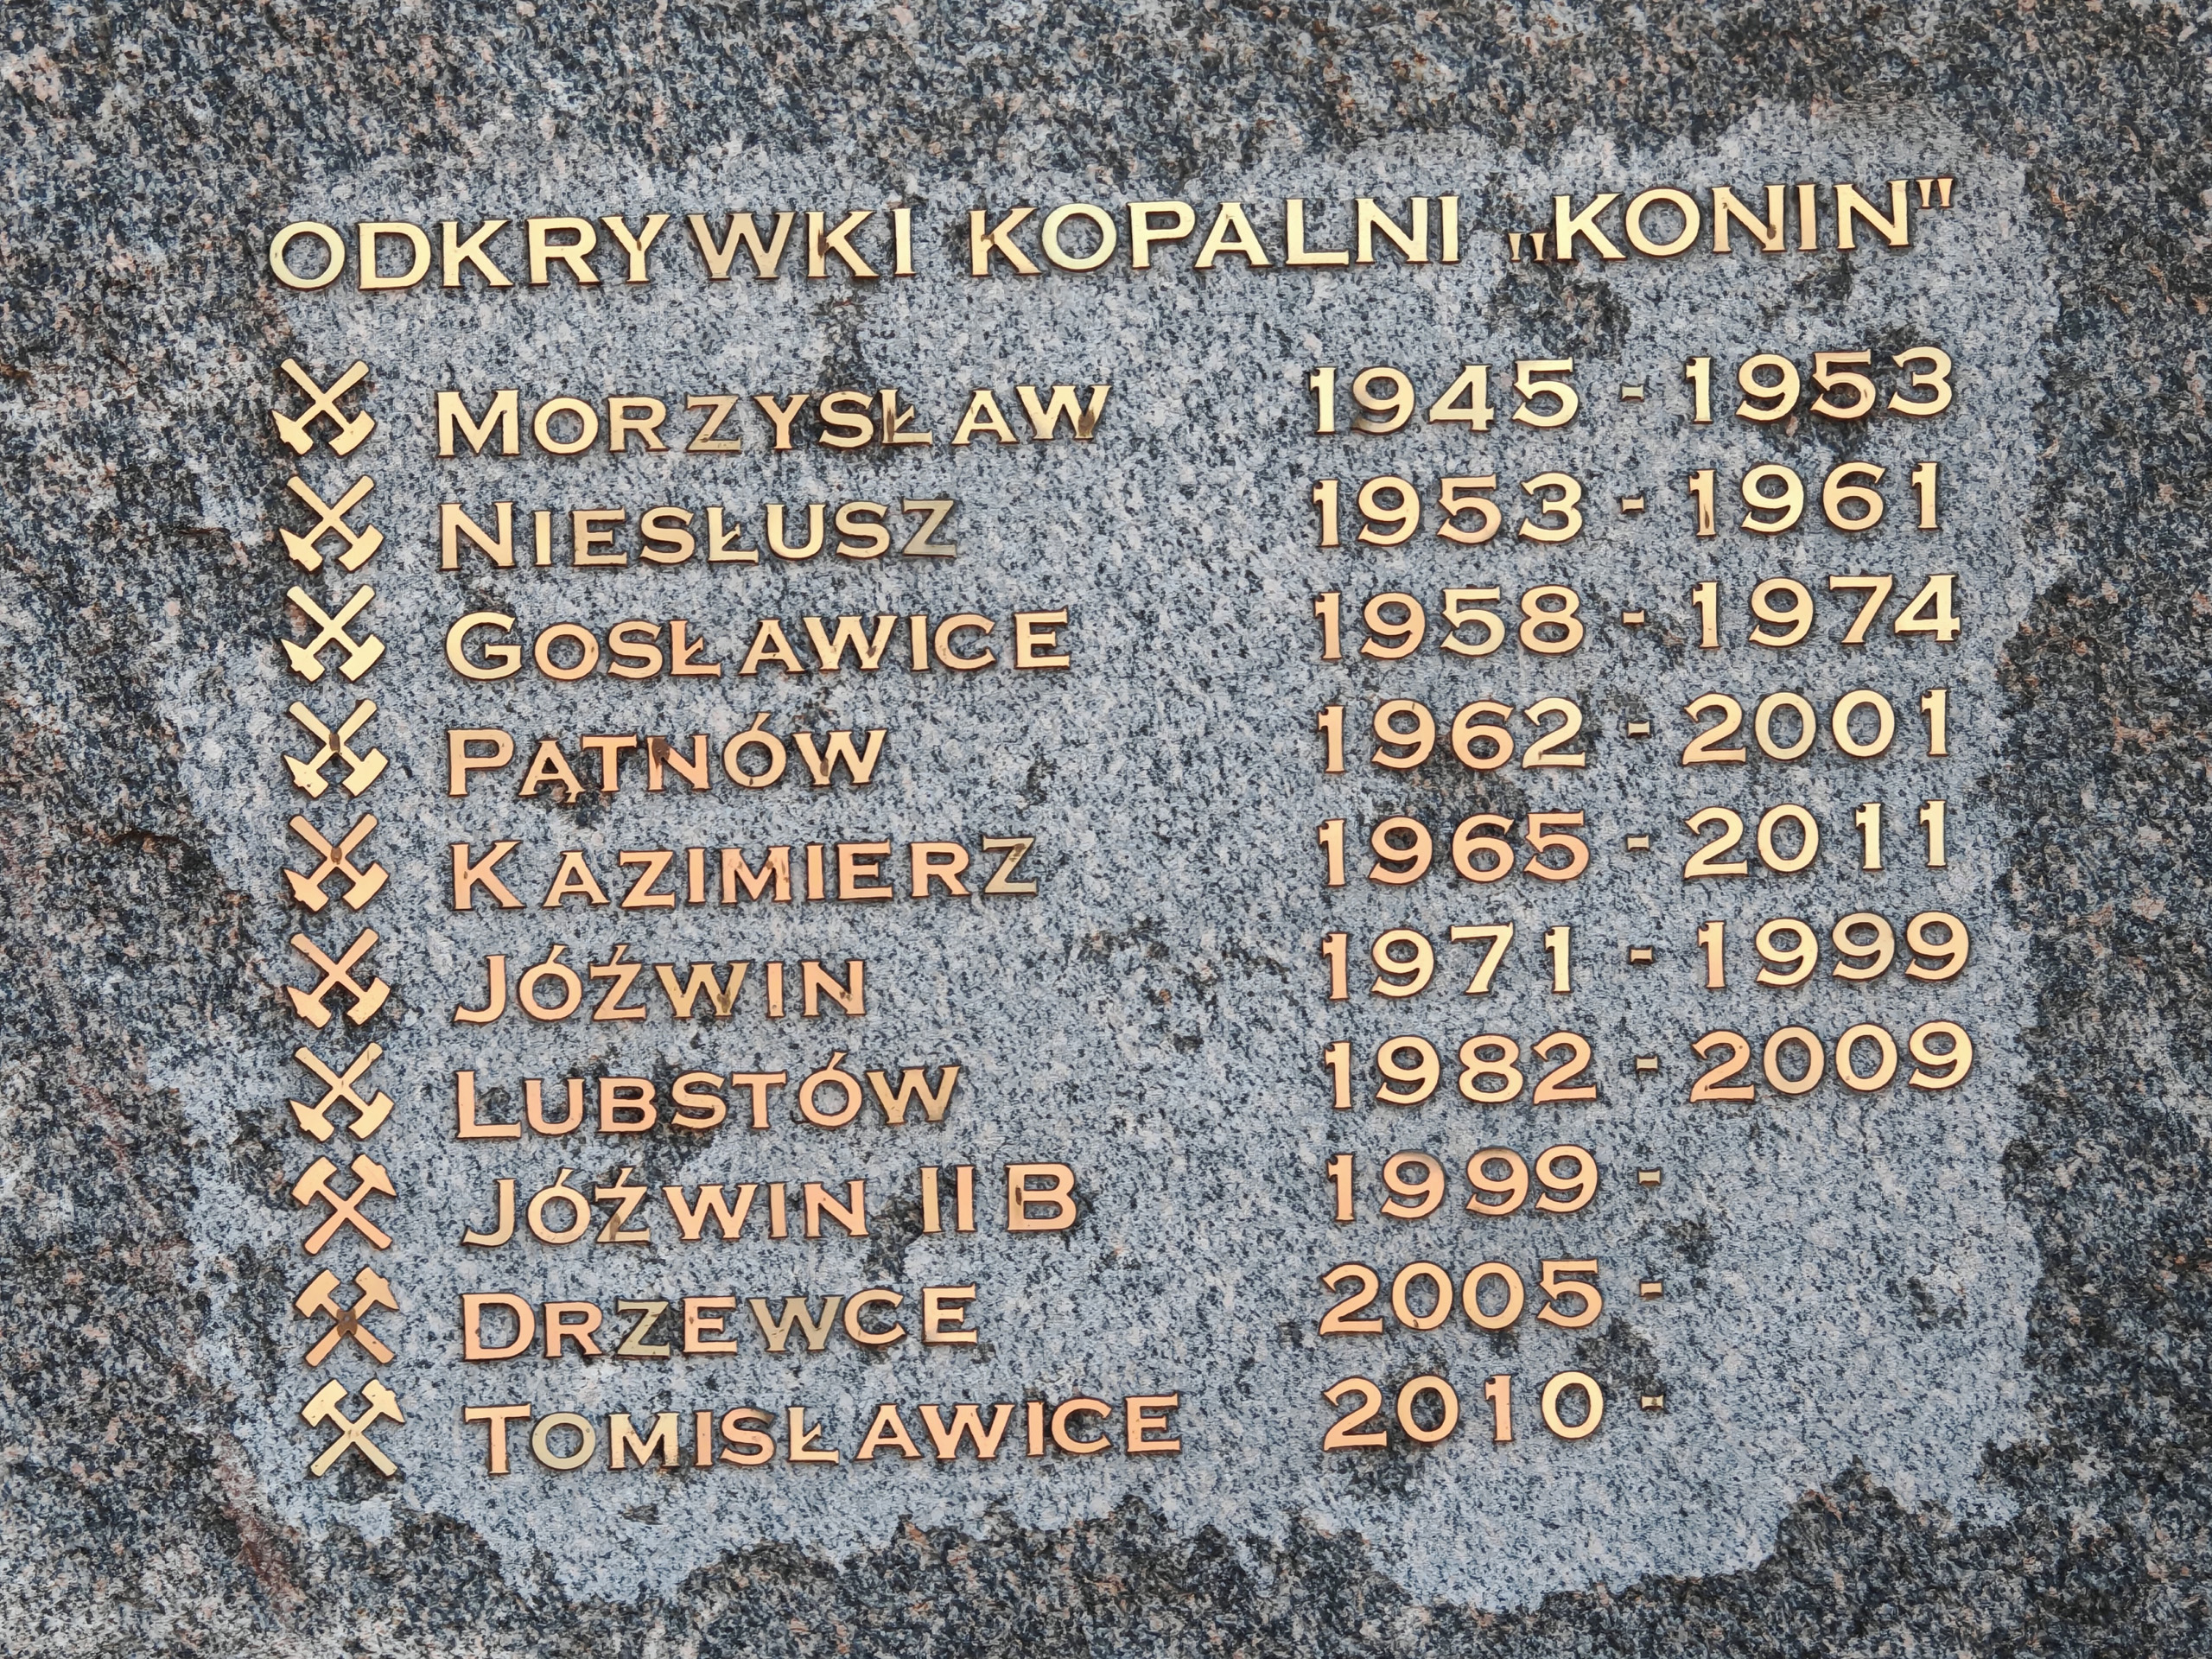 ODKRYWKI KOPALNI "KONIN"
MORZYSŁAW 1945 - 1953
NIESŁUSZ 1953 - 1961
GOSŁAWICE 1958 - 1974
PĄTNÓW 1962 - 2001
KAZIMIERZ 1965 - 2011
JÓŹWIN 1971 - 1999
LUBSTÓW 1982 - 2009
JÓŹWIN II B 1999 -
DRZEWCE 2005 -
TOMISŁAWICE 2010 -